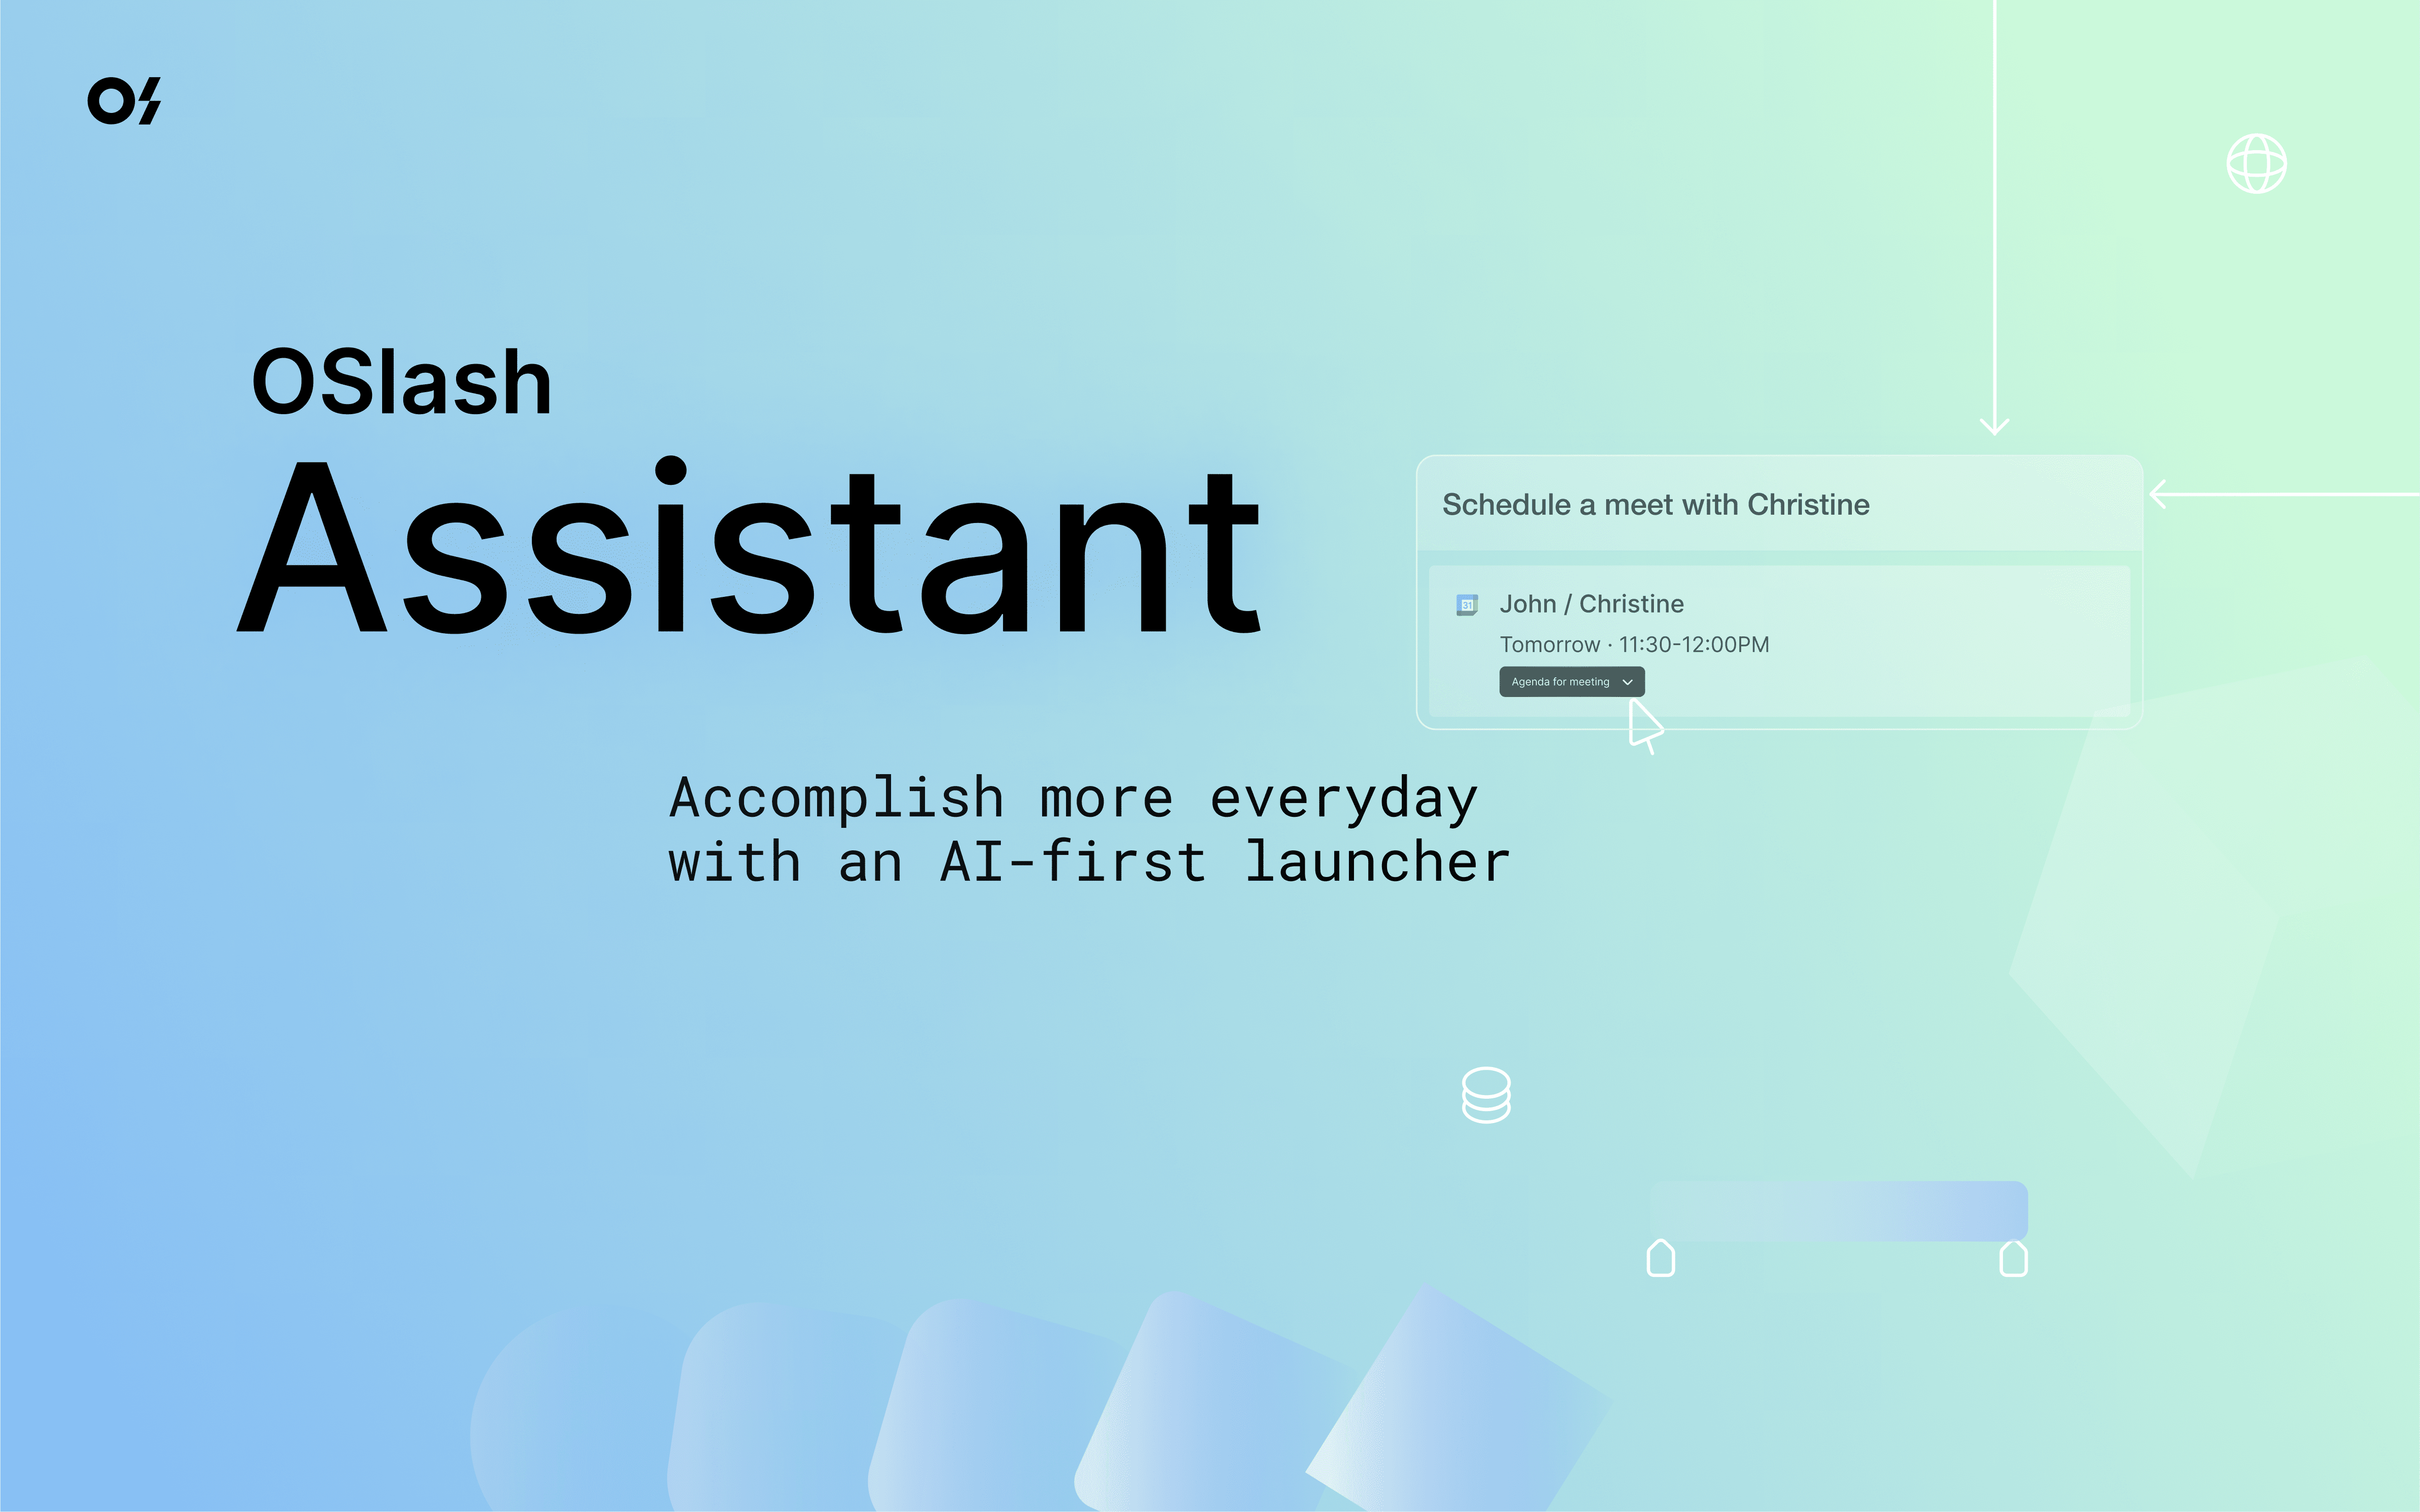 OSlash
Assistant
Schedule a meet with Christine
31
John / Christine
Tomorrow · 11:30-12:00PM
Agenda for meeting
Accomplish more everyday
with an AI-first launcher